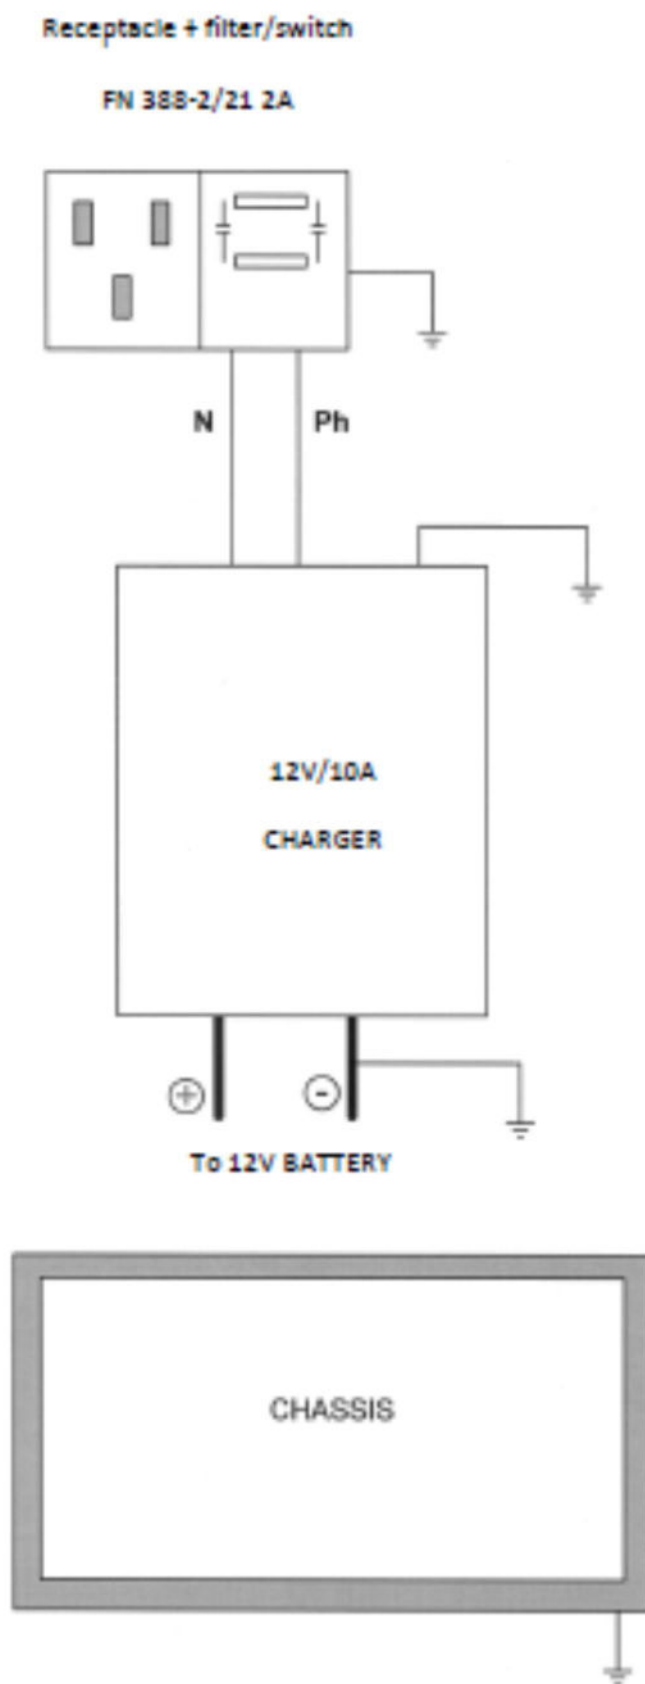 Receptacle + filter/switch
FN 388-2/21 2A
N Ph
12V/10A
CHARGER
+ -
To 12V BATTERY
CHASSIS